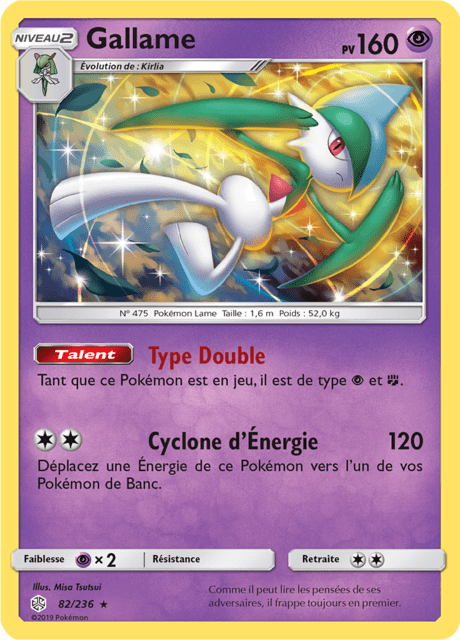 NIVEAU2
Gallame
PV160
Évolution de : Kirlia
N° 475 Pokémon Lame Taille : 1,6 m Poids : 52,0 kg
Talent Type Double
Tant que ce Pokémon est en jeu, il est de type et .
Cyclone d'Énergie 120
Déplacez une Énergie de ce Pokémon vers l'un de vos
Pokémon de Banc.
Faiblesse ×2 Résistance Retraite
Illus. Misa Tsutsui
82/236
©2019 Pokémon
Comme il peut lire les pensées de ses
adversaires, il frappe toujours en premier.